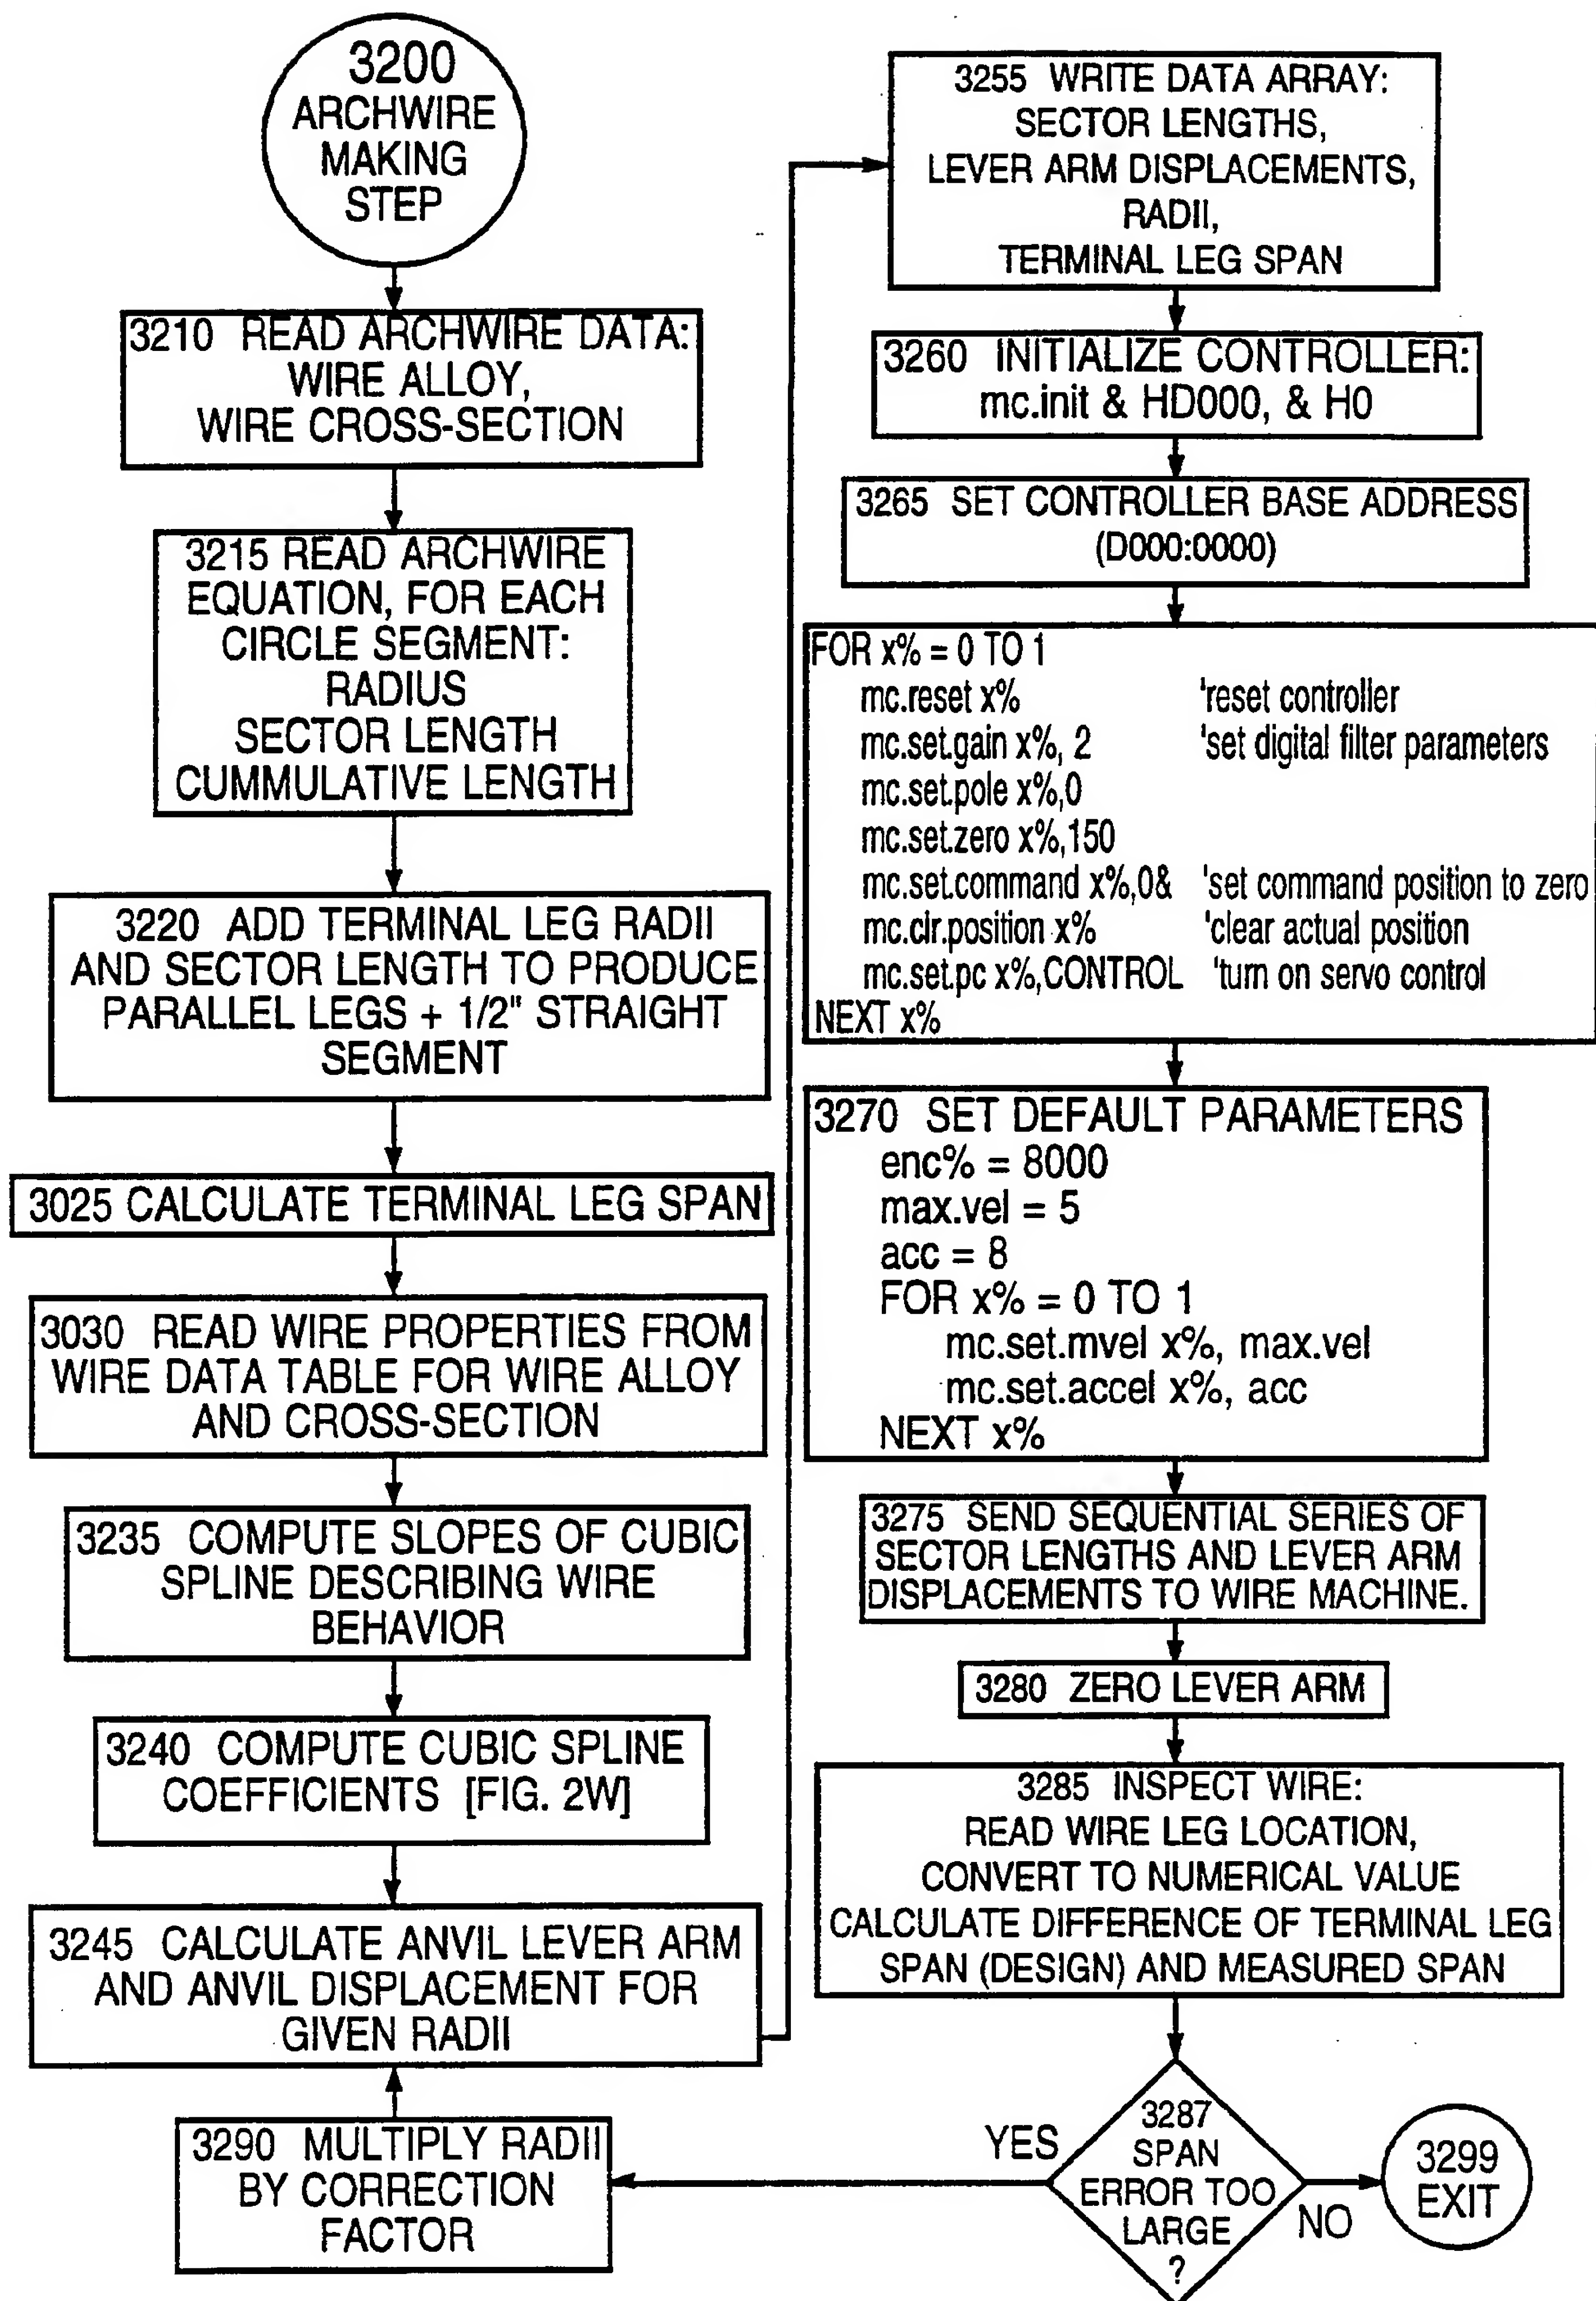 3200
ARCHWIRE
MAKING
STEP
3210 READ ARCHWIRE DATA:
WIRE ALLOY,
WIRE CROSS-SECTION
3215 READ ARCHWIRE
EQUATION, FOR EACH
CIRCLE SEGMENT:
RADIUS
SECTOR LENGTH
CUMMULATIVE LENGTH
3220 ADD TERMINAL LEG RADII
AND SECTOR LENGTH TO PRODUCE
PARALLEL LEGS + 1/2" STRAIGHT
SEGMENT
3025 CALCULATE TERMINAL LEG SPAN
3030 READ WIRE PROPERTIES FROM
WIRE DATA TABLE FOR WIRE ALLOY
AND CROSS-SECTION
3235 COMPUTE SLOPES OF CUBIC
SPLINE DESCRIBING WIRE
BEHAVIOR
3240 COMPUTE CUBIC SPLINE
COEFFICIENTS [FIG. 2W]
3245 CALCULATE ANVIL LEVER ARM
AND ANVIL DISPLACEMENT FOR
GIVEN RADII
3290 MULTIPLY RADII
BY CORRECTION
FACTOR
3255 WRITE DATA ARRAY:
SECTOR LENGTHS,
LEVER ARM DISPLACEMENTS,
RADII,
TERMINAL LEG SPAN
3260 INITIALIZE CONTROLLER:
mc.init & HD000, & H0
3265 SET CONTROLLER BASE ADDRESS
(D000:0000)
FOR x% = 0 TO 1
mc.reset x% 'reset controller
mc.set.gain x%, 2 'set digital filter parameters
mc.set.pole x%,0
mc.set.zero x%,150
mc.set.command x%,0& 'set command position to zero
mc.clr.position x% 'clear actual position
mc.set.pc x%,CONTROL 'turn on servo control
NEXT x%
3270 SET DEFAULT PARAMETERS
enc% = 8000
max.vel = 5
acc = 8
FOR x% = 0 TO 1
mc.set.mvel x%, max.vel
mc.set.accel x%, acc
NEXT x%
3275 SEND SEQUENTIAL SERIES OF
SECTOR LENGTHS AND LEVER ARM
DISPLACEMENTS TO WIRE MACHINE.
3280 ZERO LEVER ARM
3285 INSPECT WIRE:
READ WIRE LEG LOCATION,
CONVERT TO NUMERICAL VALUE
CALCULATE DIFFERENCE OF TERMINAL LEG
SPAN (DESIGN) AND MEASURED SPAN
3287
SPAN
ERROR TOO
LARGE
?
YES
NO
3299
EXIT